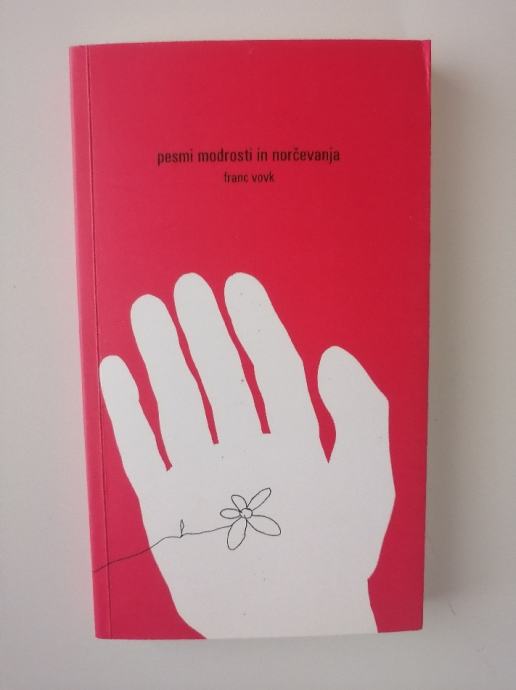 pesmi modrosti in norčevanja
franc vovk